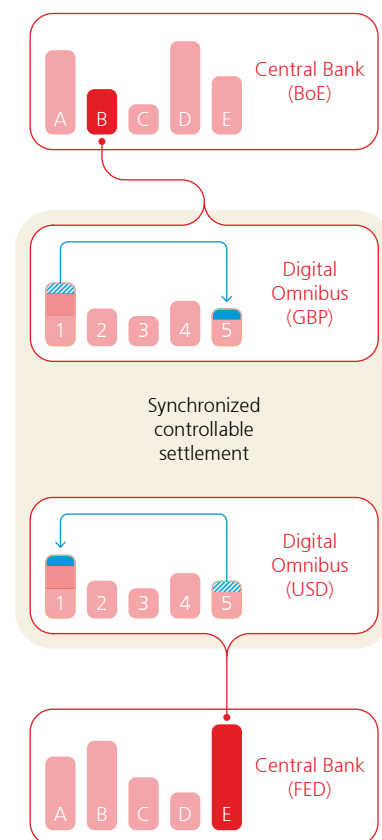 Central Bank
(BoE)
A B C D E
Digital
Omnibus
(GBP)
1 2 3 4 5
Synchronized
controllable
settlement
Digital
Omnibus
(USD)
1 2 3 4 5
Central Bank
(FED)
A B C D E